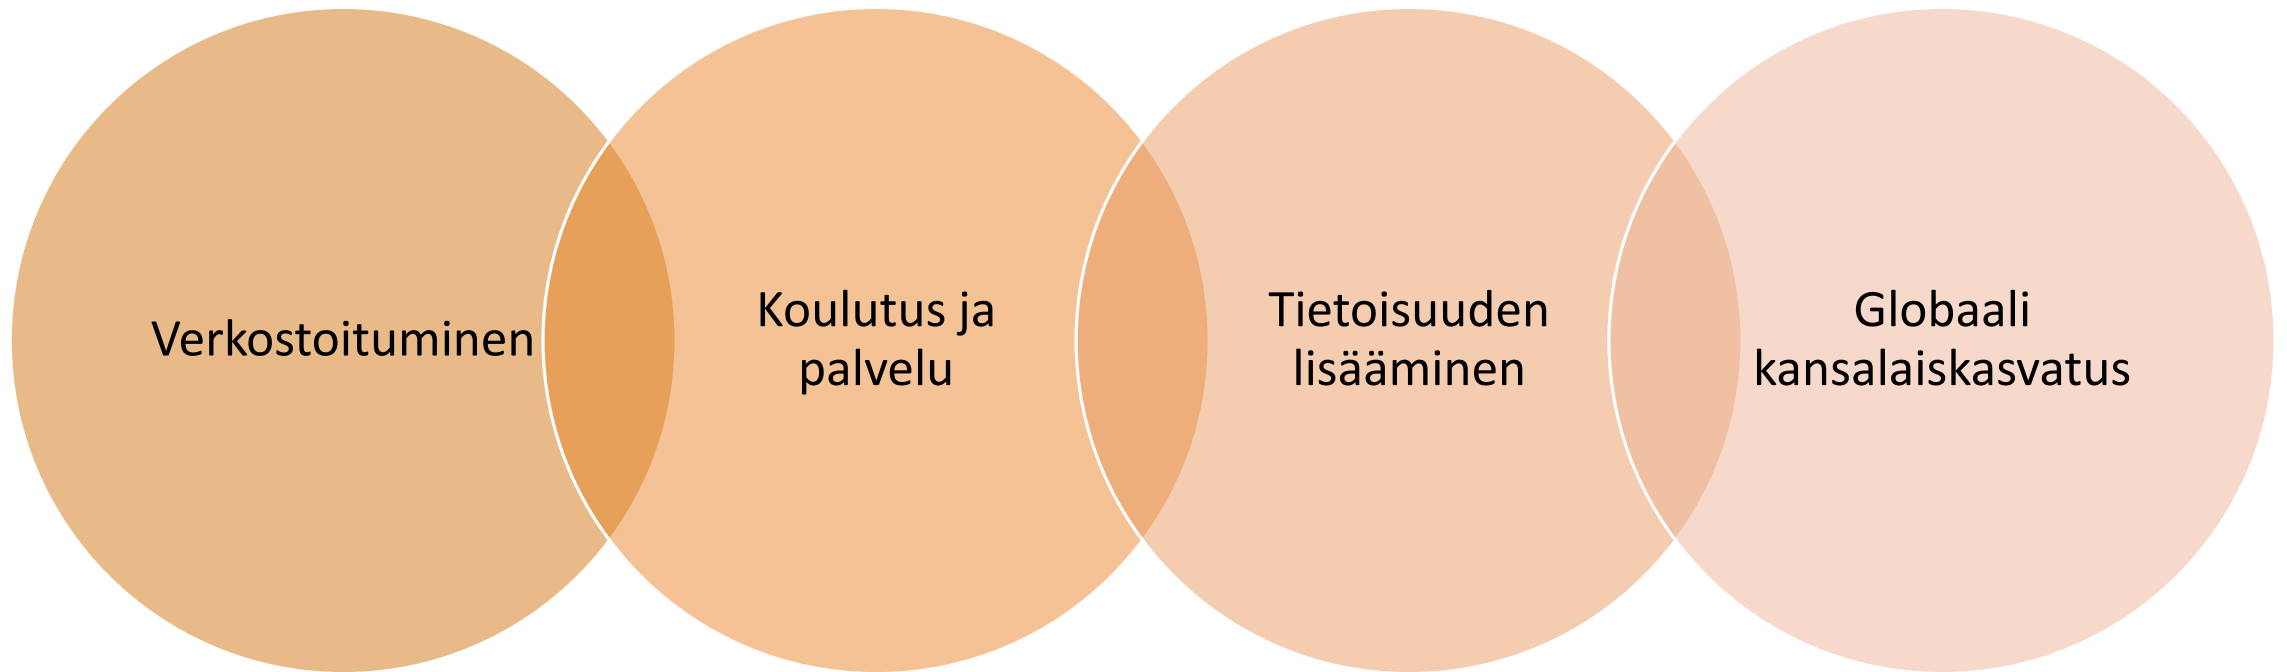 Verkostoituminen
Koulutus ja
palvelu
Tietoisuuden
lisääminen
Globaali
kansalaiskasvatus